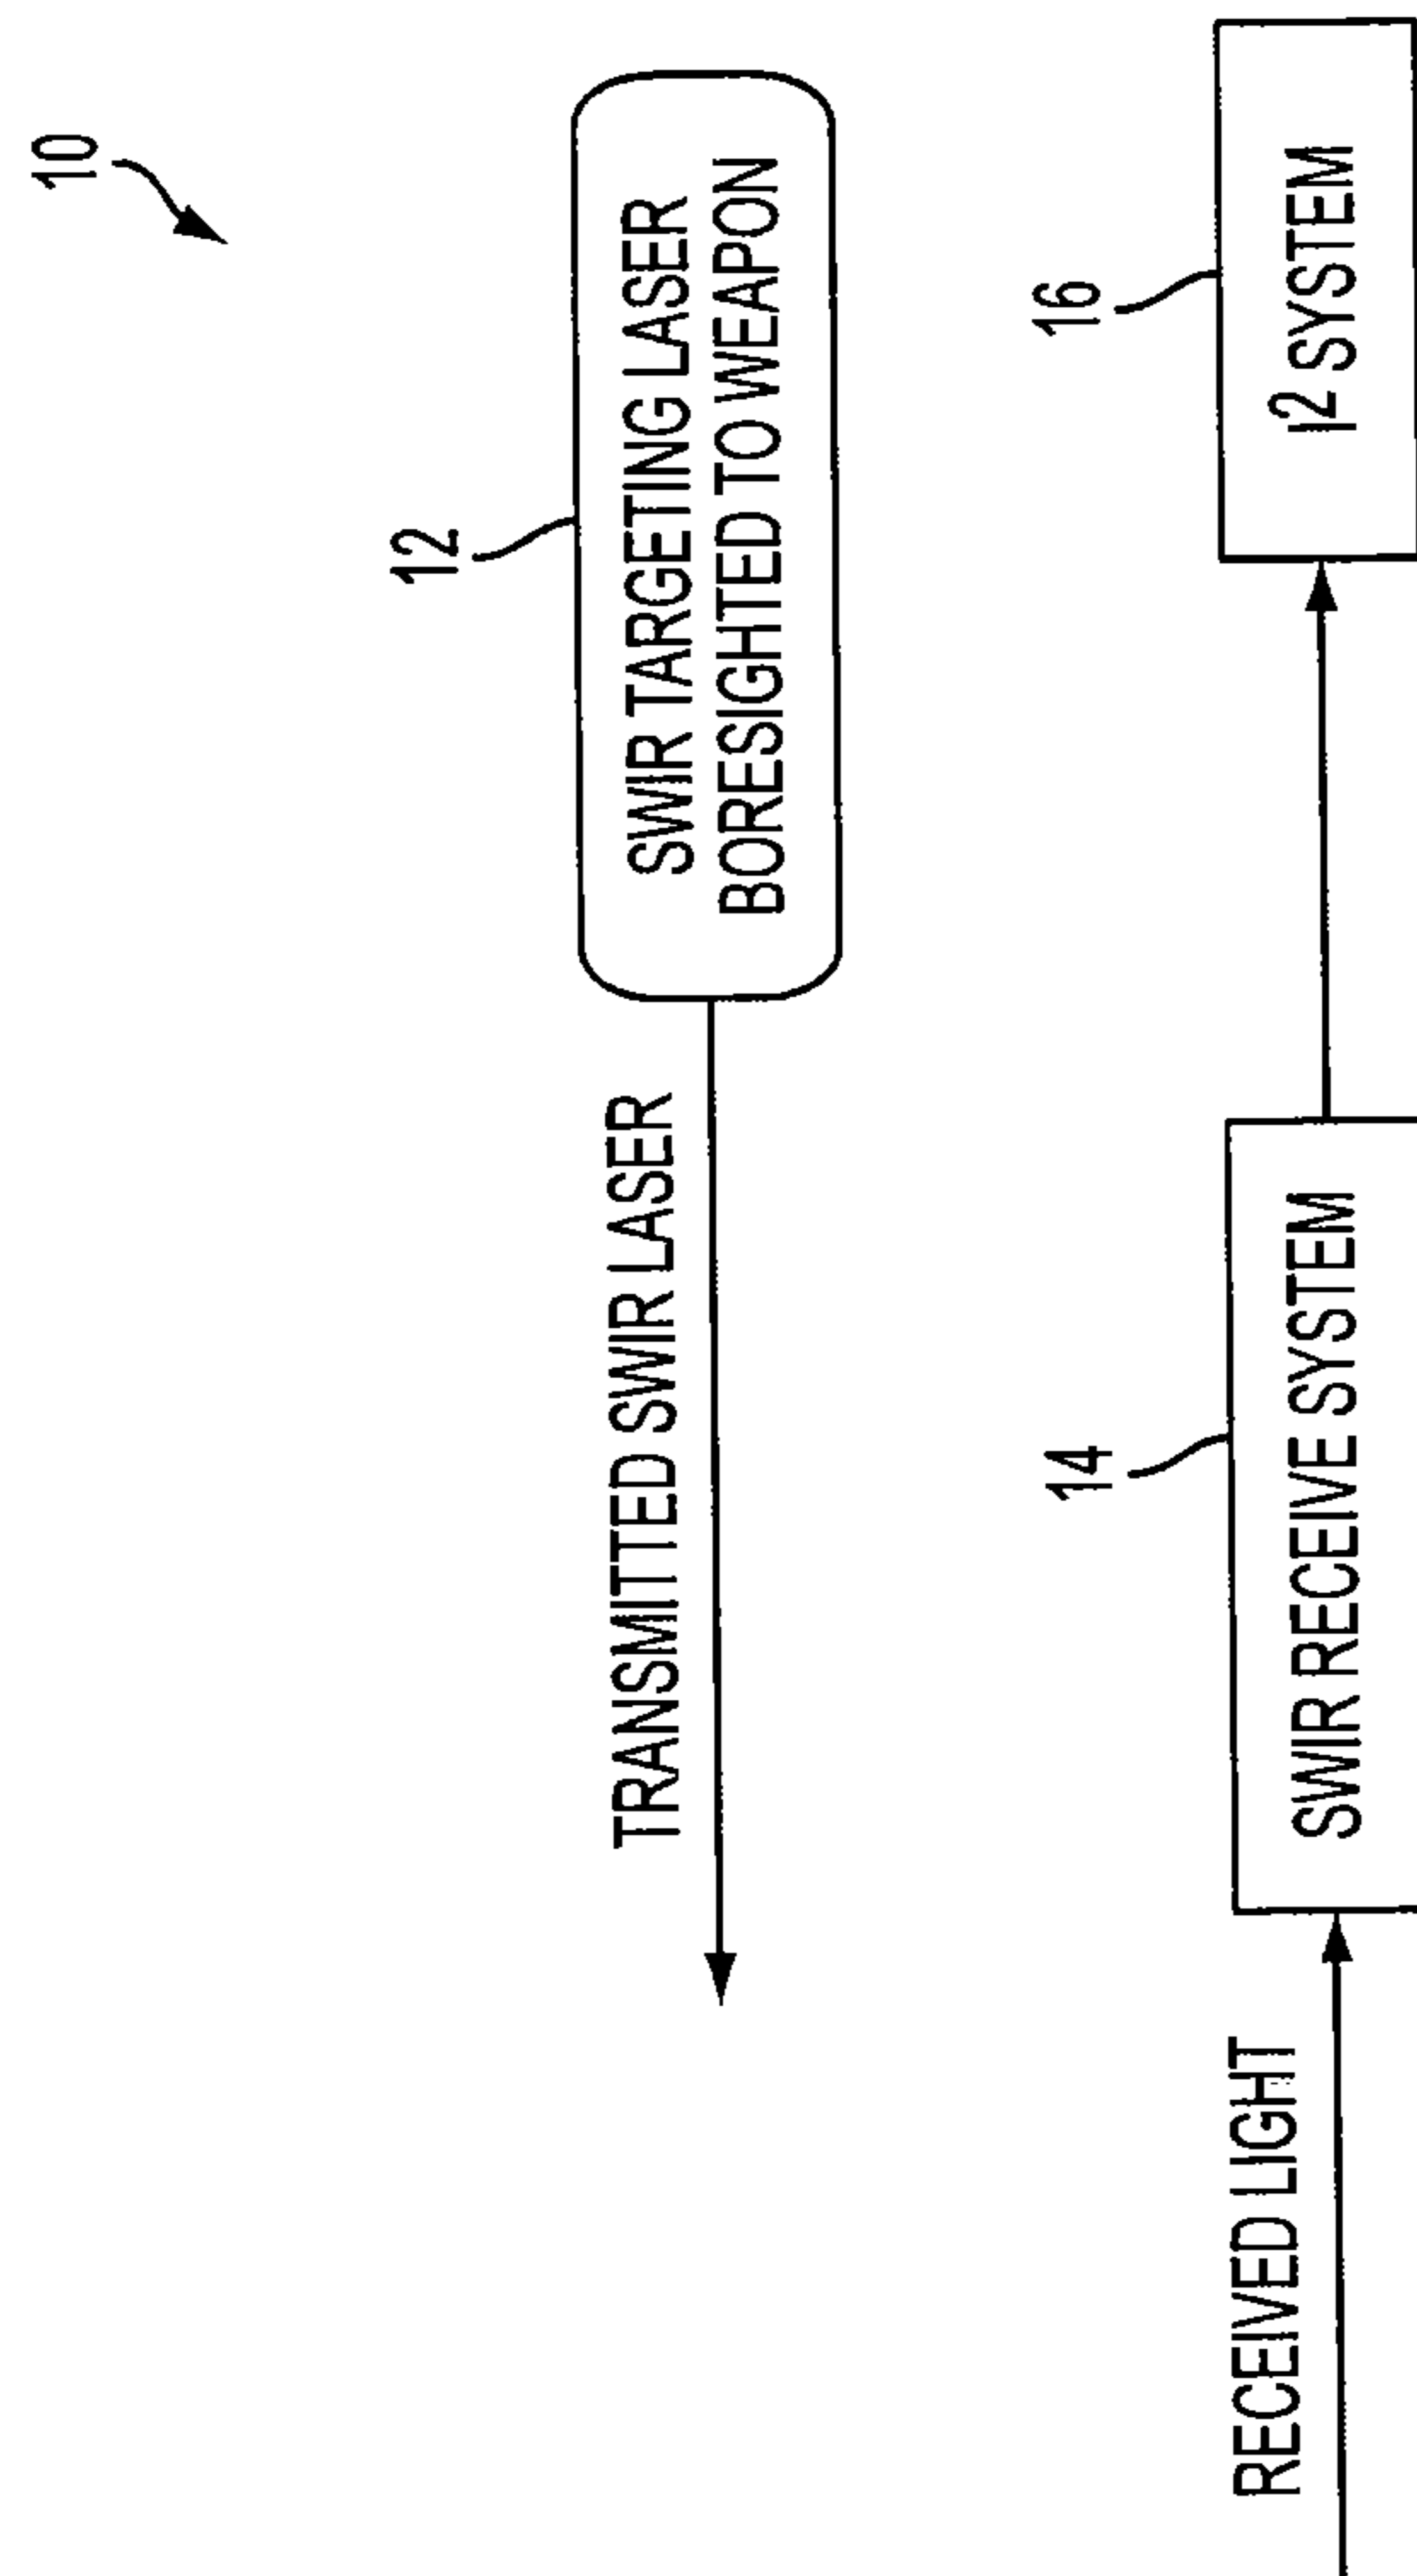 10
12
SWIR TARGETING LASER
BORESIGHTED TO WEAPON
TRANSMITTED SWIR LASER
16
I2 SYSTEM
14
SWIR RECEIVE SYSTEM
RECEIVED LIGHT